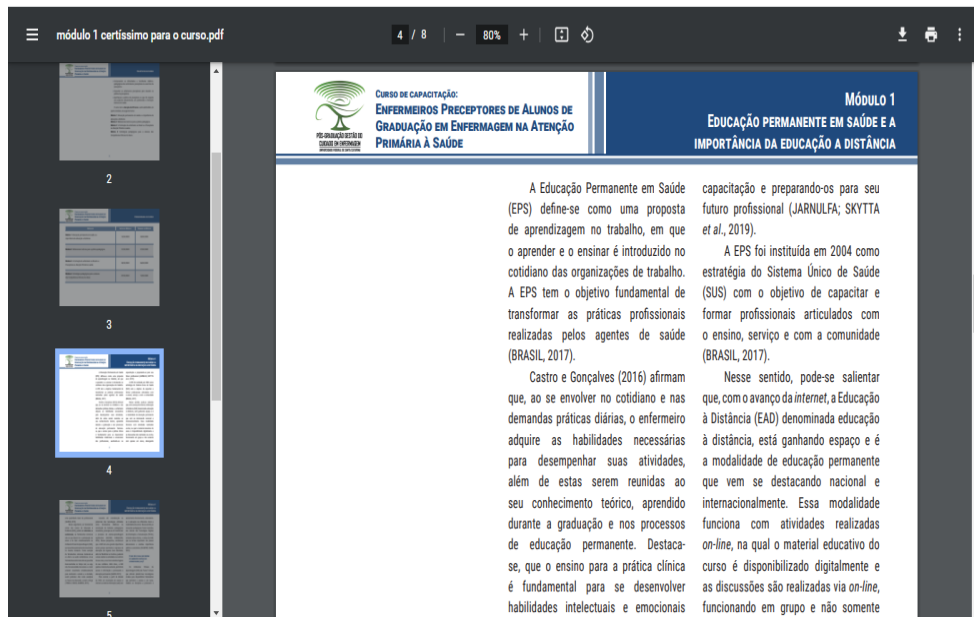 módulo 1 certíssimo para o curso.pdf
4 / 8
80%
2
3
4
5
PÓS-GRADUAÇÃO GESTÃO DO
CUIDADO EM ENFERMAGEM
CURSO DE CAPACITAÇÃO:
ENFERMEIROS PRECEPTORES DE ALUNOS DE
GRADUAÇÃO EM ENFERMAGEM NA ATENÇÃO
PRIMÁRIA À SAÚDE
MÓDULO 1
EDUCAÇÃO PERMANENTE EM SAÚDE E A
IMPORTÂNCIA DA EDUCAÇÃO A DISTÂNCIA
A Educação Permanente em Saúde
(EPS) define-se como uma proposta
de aprendizagem no trabalho, em que
o aprender e o ensinar é introduzido no
cotidiano das organizações de trabalho.
A EPS tem o objetivo fundamental de
transformar as práticas profissionais
realizadas pelos agentes de saúde
(BRASIL, 2017).
Castro e Gonçalves (2016) afirmam
que, ao se envolver no cotidiano e nas
demandas práticas diárias, o enfermeiro
adquire as habilidades necessárias
para desempenhar suas atividades,
além de estas serem reunidas ao
seu conhecimento teórico, aprendido
durante a graduação e nos processos
de educação permanente. Destaca-
se, que o ensino para a prática clínica
é fundamental para se desenvolver
habilidades intelectuais e emocionais
capacitação e preparando-os para seu
futuro profissional (JARNULFA; SKYTTA
et al., 2019).
A EPS foi instituída em 2004 como
estratégia do Sistema Único de Saúde
(SUS) com o objetivo de capacitar e
formar profissionais articulados com
o ensino, serviço e com a comunidade
(BRASIL, 2017).
Nesse sentido, pode-se salientar
que, com o avanço da internet, a Educação
à Distância (EAD) denominada educação
à distância, está ganhando espaço e é
a modalidade de educação permanente
que vem se destacando nacional e
internacionalmente. Essa modalidade
funciona com atividades realizadas
on-line, na qual o material educativo do
curso é disponibilizado digitalmente e
as discussões são realizadas via on-line,
funcionando em grupo e não somente